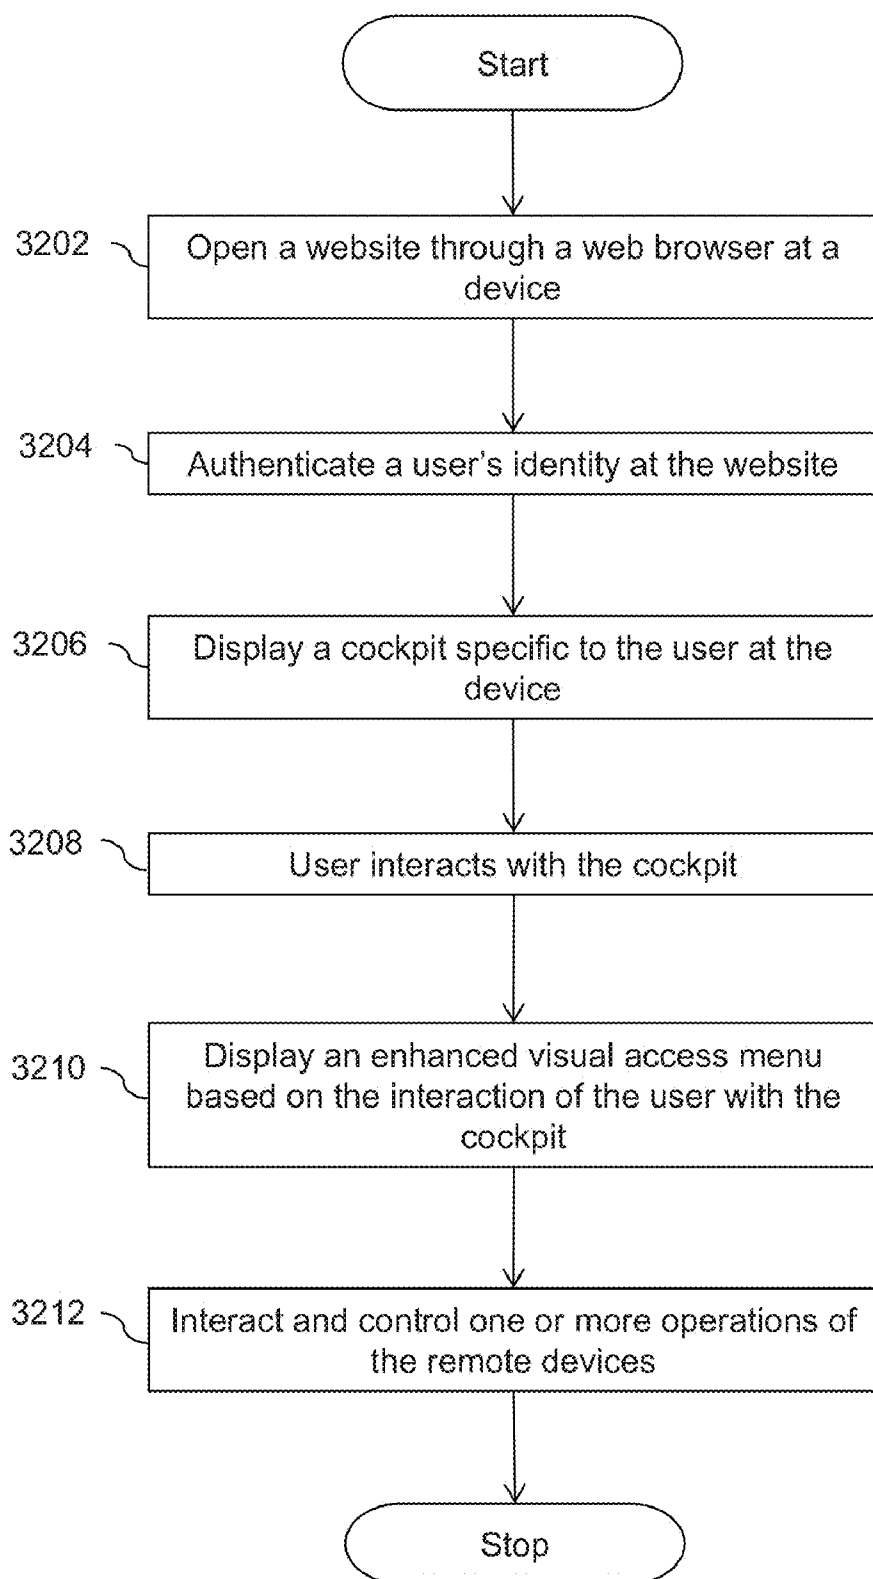 Start
3202
Open a website through a web browser at a
device
3204
Authenticate a user's identity at the website
3206
Display a cockpit specific to the user at the
device
3208
User interacts with the cockpit
3210
Display an enhanced visual access menu
based on the interaction of the user with the
cockpit
3212
Interact and control one or more operations of
the remote devices
Stop